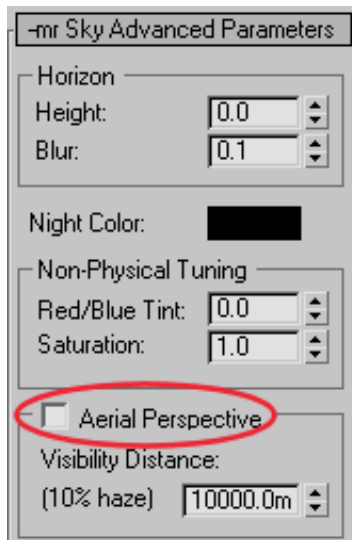 -mr Sky Advanced Parameters
Horizon
Height: 0.0
Blur: 0.1
Night Color:
Non-Physical Tuning
Red/Blue Tint: 0.0
Saturation: 1.0
Aerial Perspective
Visibility Distance:
(10% haze) 10000.0m